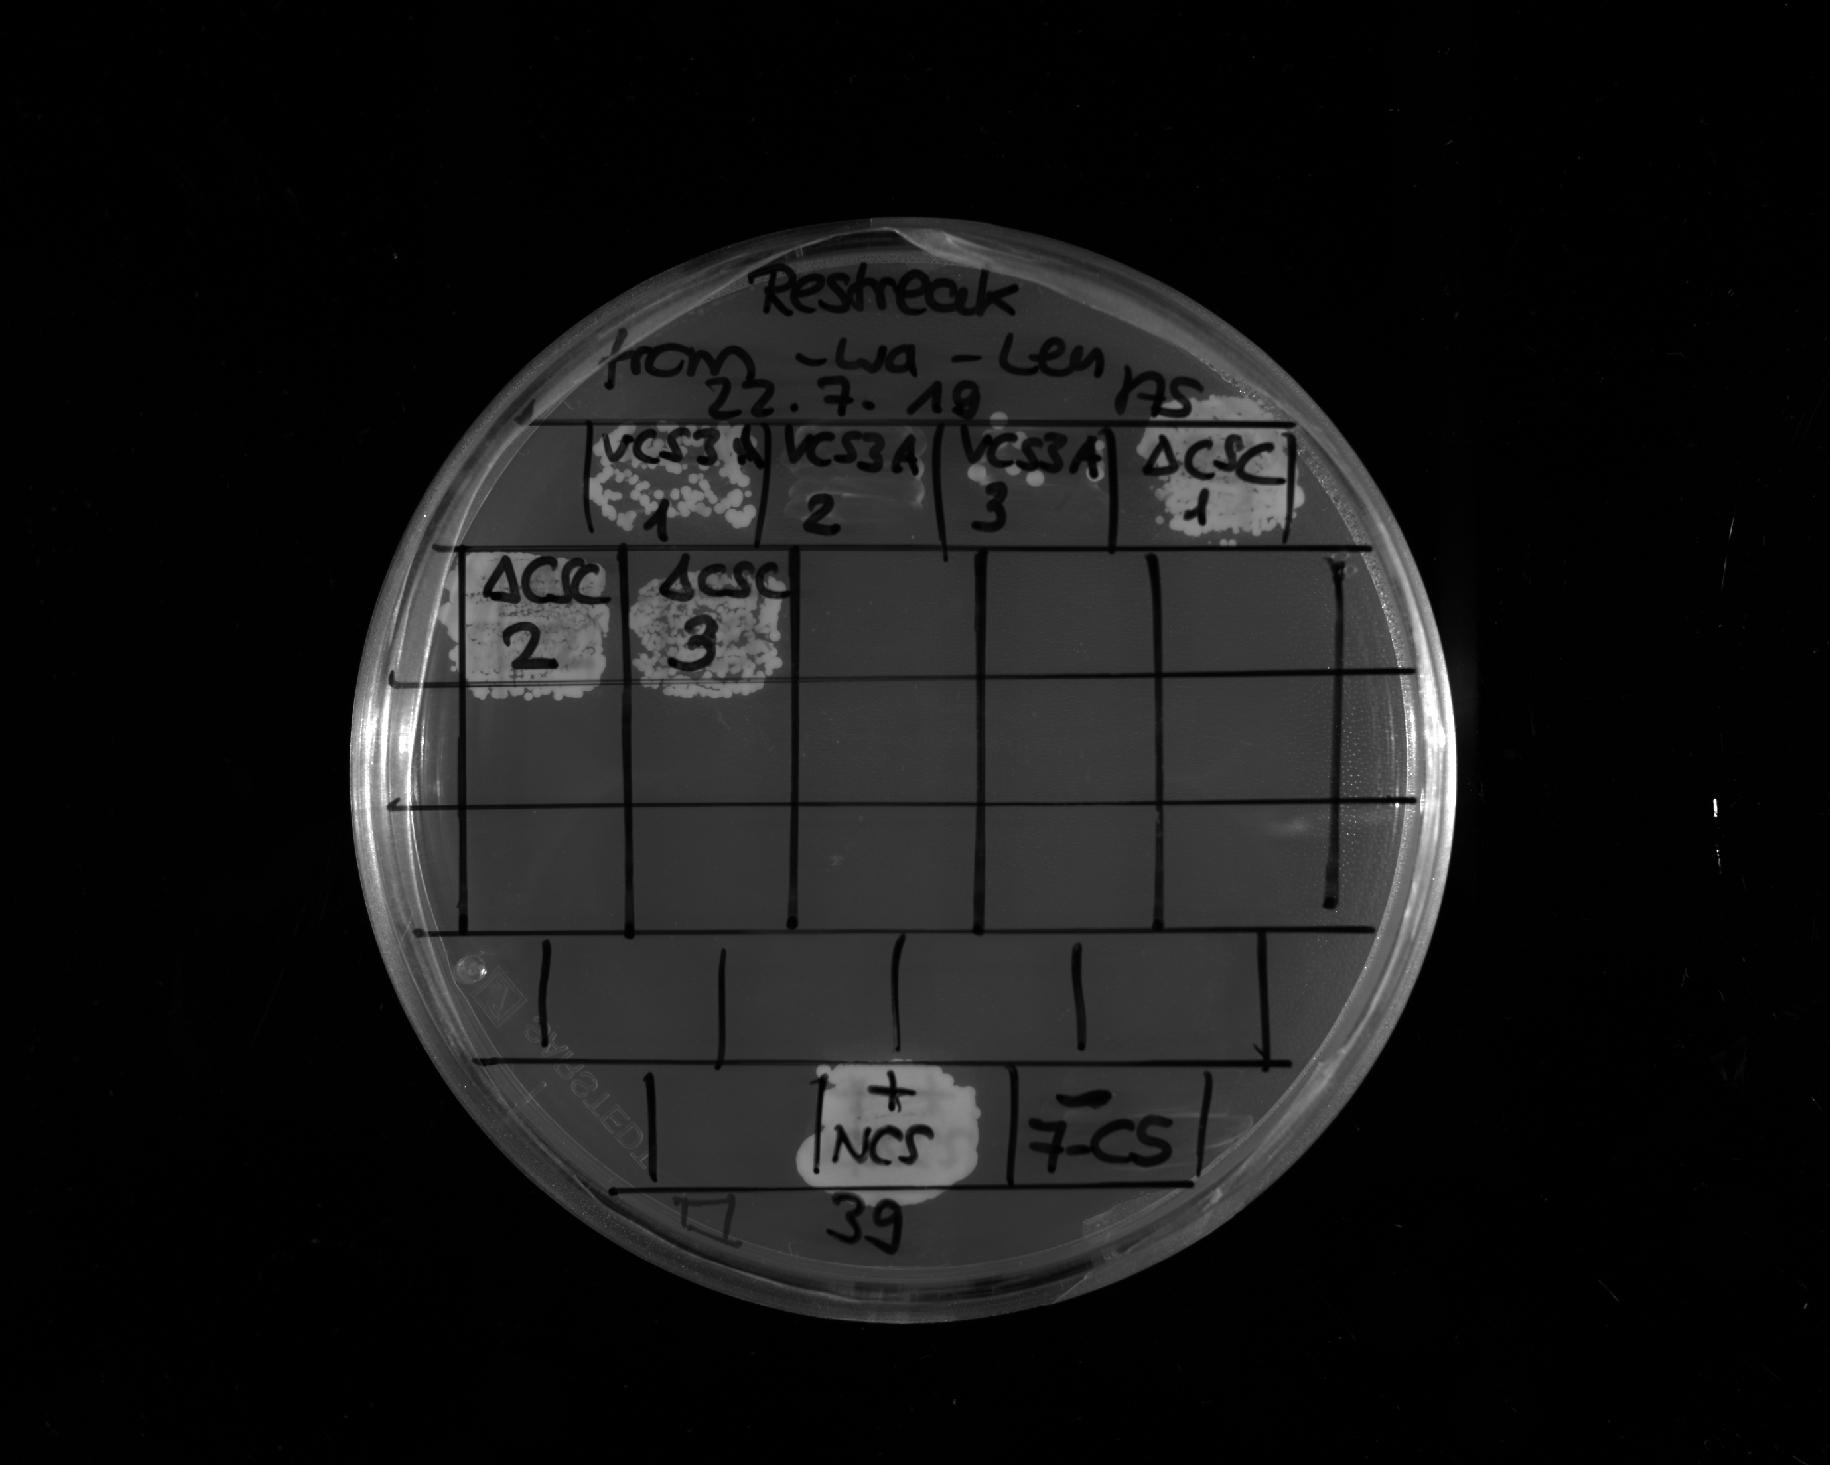 Restreak
from -Ura -Leu
22.7.19 AS
VCS3A VCS3A VCS3A ΔCSC
1 2 3 1
ΔCSC ΔCSC
2 3
+ -
NCS 7-CS
39